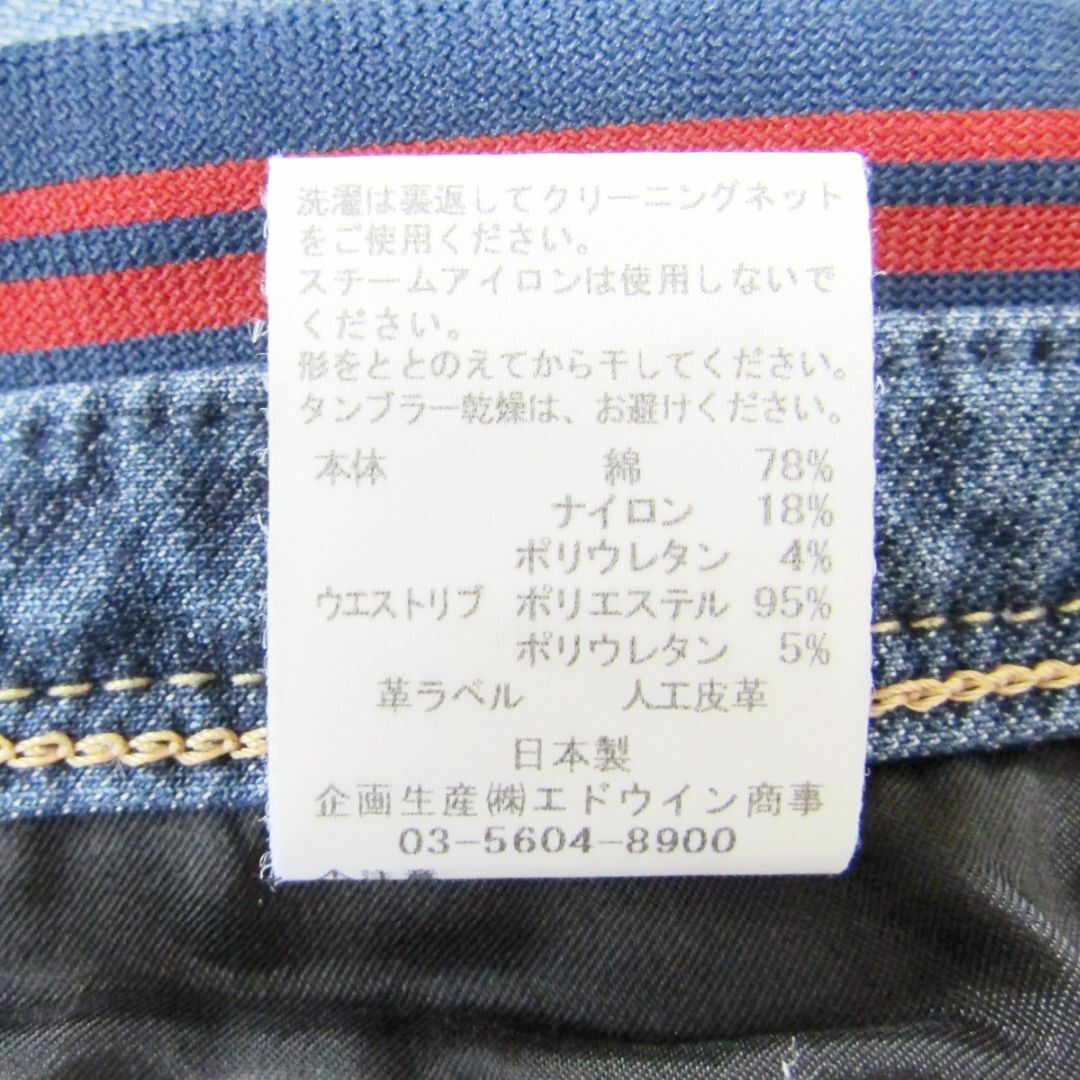 洗濯は裏返してクリーニングネット
をご使用ください。
スチームアイロンは使用しないで
ください。
形をととのえてから干してください。
タンブラー乾燥は、お避けください。
本体 綿 78%
ナイロン 18%
ポリウレタン 4%
ウエストリブ ポリエステル 95%
ポリウレタン 5%
革ラベル 人工皮革
日本製
企画生産㈱エドウイン商事
03-5604-8900